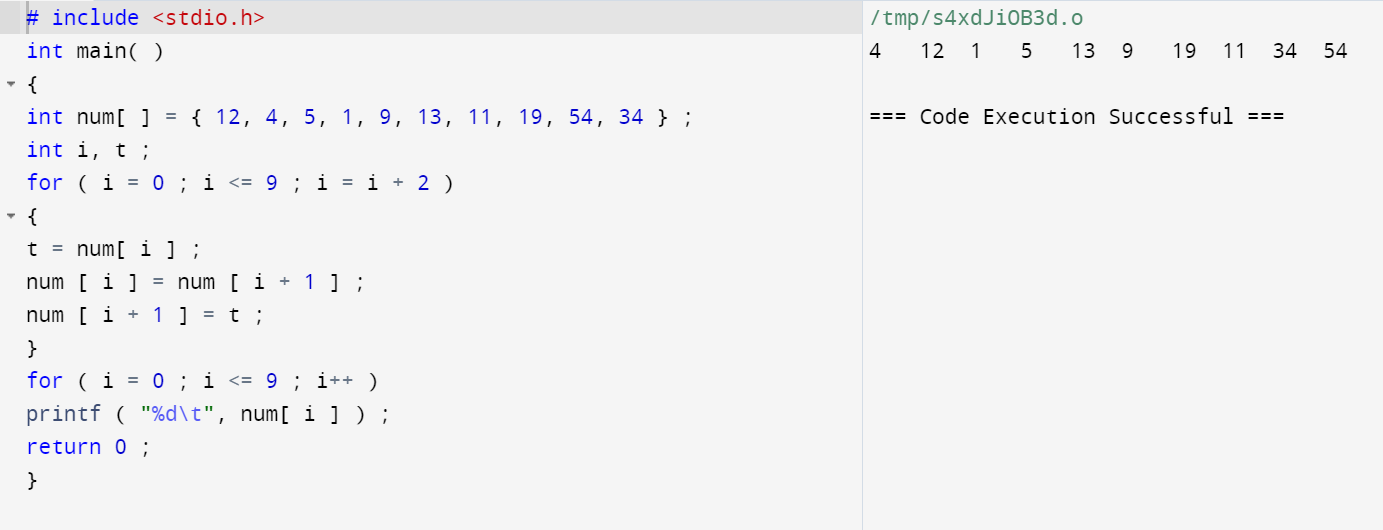 # include <stdio.h>
int main( )
{
int num[ ] = { 12, 4, 5, 1, 9, 13, 11, 19, 54, 34 } ;
int i, t ;
for ( i = 0 ; i <= 9 ; i = i + 2 )
{
t = num[ i ] ;
num [ i ] = num [ i + 1 ] ;
num [ i + 1 ] = t ;
}
for ( i = 0 ; i <= 9 ; i++ )
printf ( "%d\t", num[ i ] ) ;
return 0 ;
}
/tmp/s4xdJiOB3d.o
4 12 1 5 13 9 19 11 34 54
=== Code Execution Successful ===